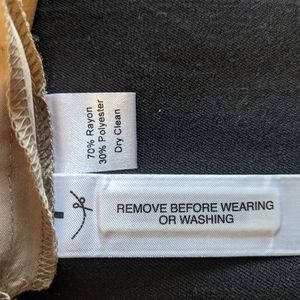 70% Rayon
30% Polyester
Dry Clean
REMOVE BEFORE WEARING
OR WASHING